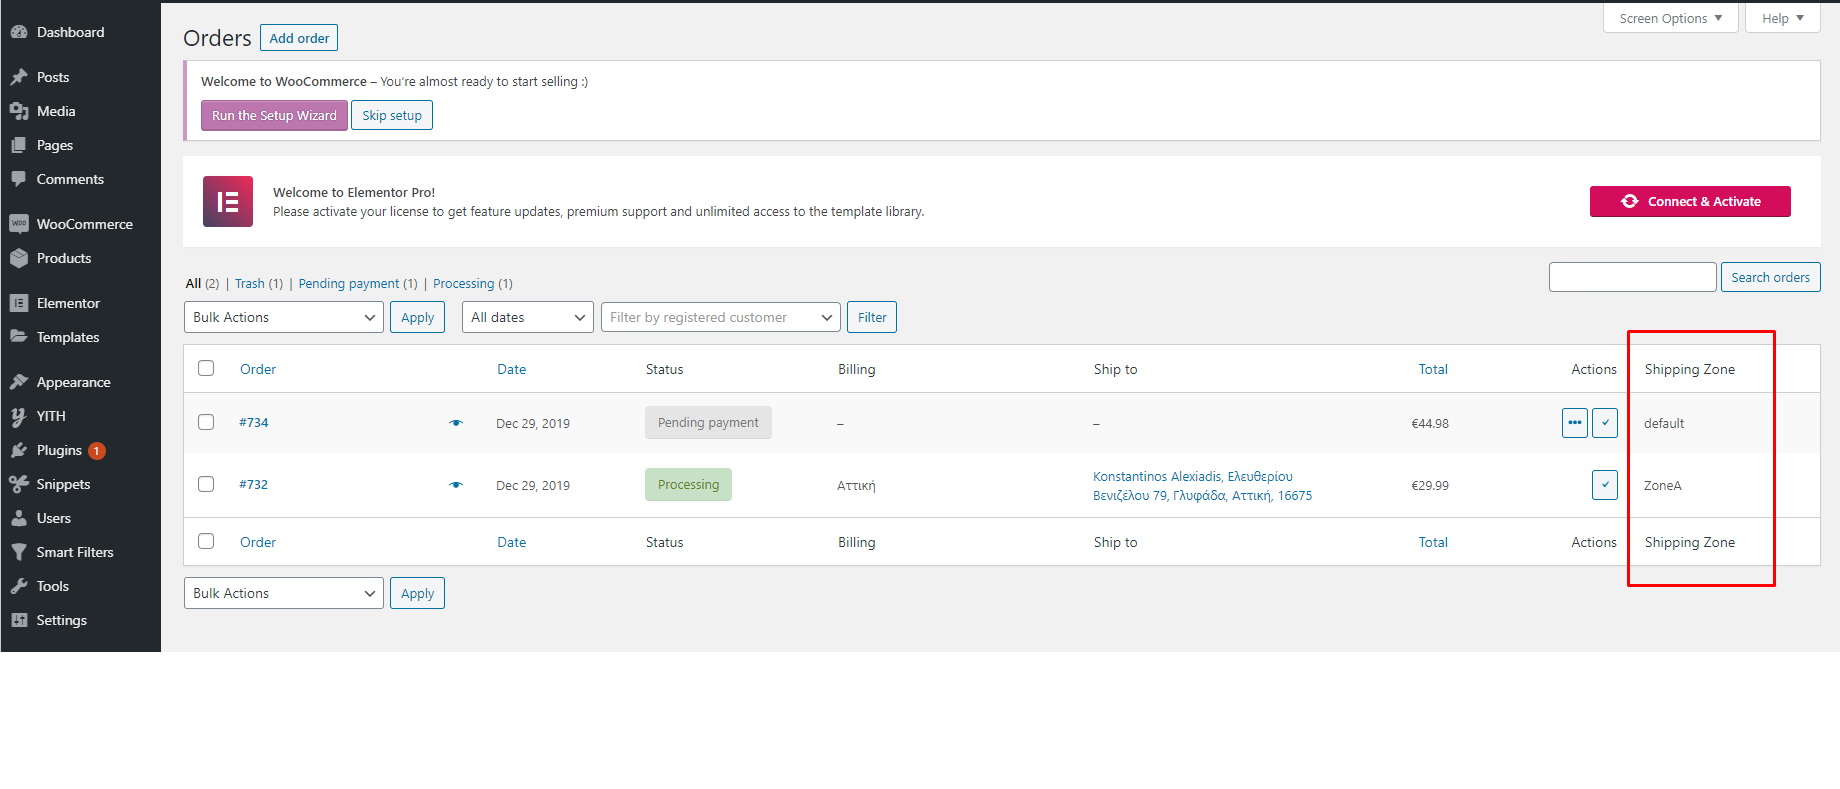 Screen Options
Help
Dashboard
Posts
Media
Pages
Comments
WooCommerce
Products
Elementor
Templates
Appearance
YITH
Plugins 1
Snippets
Users
Smart Filters
Tools
Settings
Orders Add order
Welcome to WooCommerce – You're almost ready to start selling :)
Run the Setup Wizard Skip setup
Welcome to Elementor Pro!
Please activate your license to get feature updates, premium support and unlimited access to the template library.
Connect & Activate
All (2) | Trash (1) | Pending payment (1) | Processing (1)
Search orders
Bulk Actions Apply All dates Filter by registered customer Filter
Order Date Status Billing Ship to Total Actions Shipping Zone
#734 Dec 29, 2019 Pending payment – – €44.98 default
#732 Dec 29, 2019 Processing Αττική Konstantinos Alexiadis, Ελευθερίου
Βενιζέλου 79, Γλυφάδα, Αττική, 16675 €29.99 ZoneA
Order Date Status Billing Ship to Total Actions Shipping Zone
Bulk Actions Apply